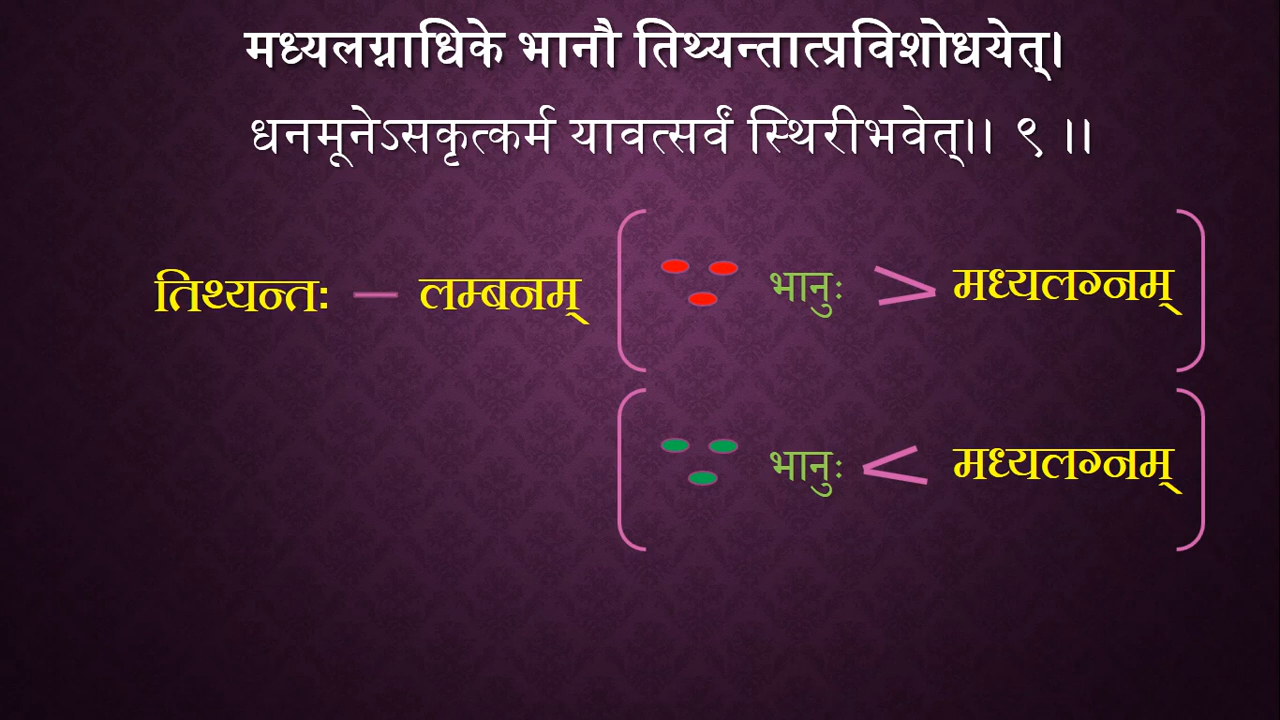 मध्यलग्नाधिके भानौ तिथ्यन्तात्प्रविशोधयेत्।
धनमूनेऽसकृत्कर्म यावत्सर्वं स्थिरीभवेत्।। ९ ।।
तिथ्यन्तः — लम्बनम् भानुः > मध्यलग्नम्
भानुः < मध्यलग्नम्